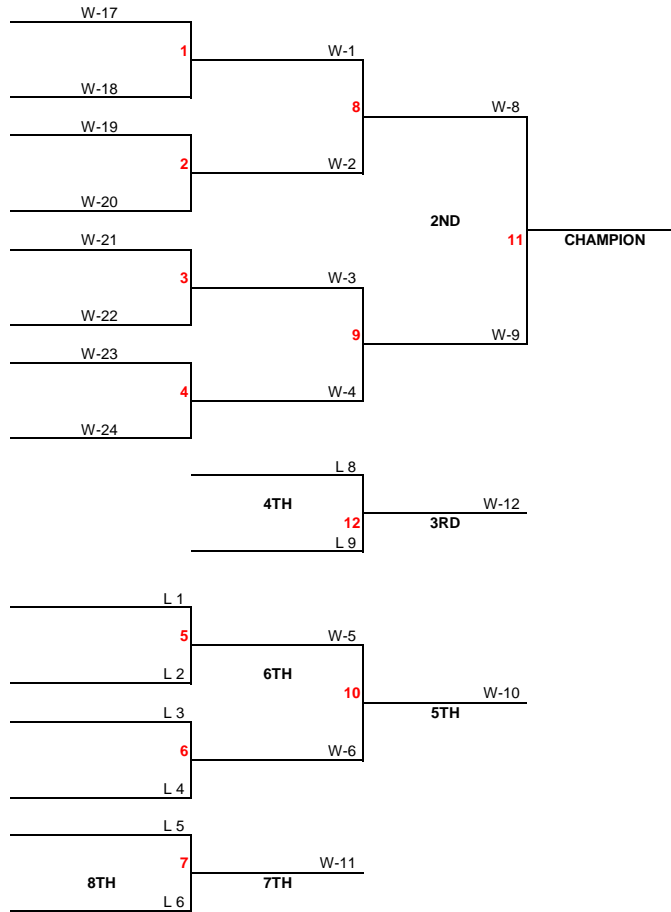 W-17
1
W-1
W-18
8
W-8
W-19
2
W-2
W-20
2ND
W-21
11
CHAMPION
3
W-3
W-22
9
W-9
W-23
4
W-4
W-24
L 8
4TH
W-12
12
3RD
L 9
L 1
5
W-5
L 2
6TH
10
W-10
L 3
5TH
6
W-6
L 4
L 5
7
W-11
8TH
7TH
L 6